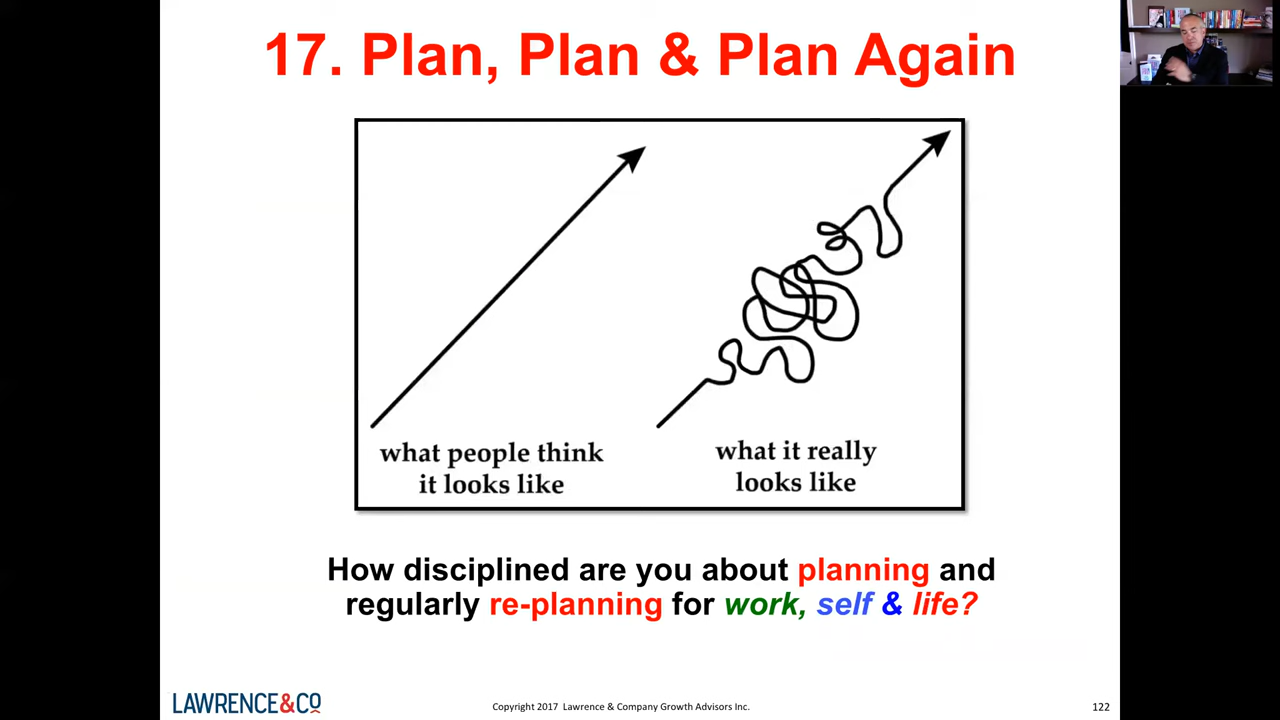 17. Plan, Plan & Plan Again
what people think
it looks like
what it really
looks like
How disciplined are you about planning and
regularly re-planning for work, self & life?
LAWRENCE&CO
Copyright 2017 Lawrence & Company Growth Advisors Inc.
122